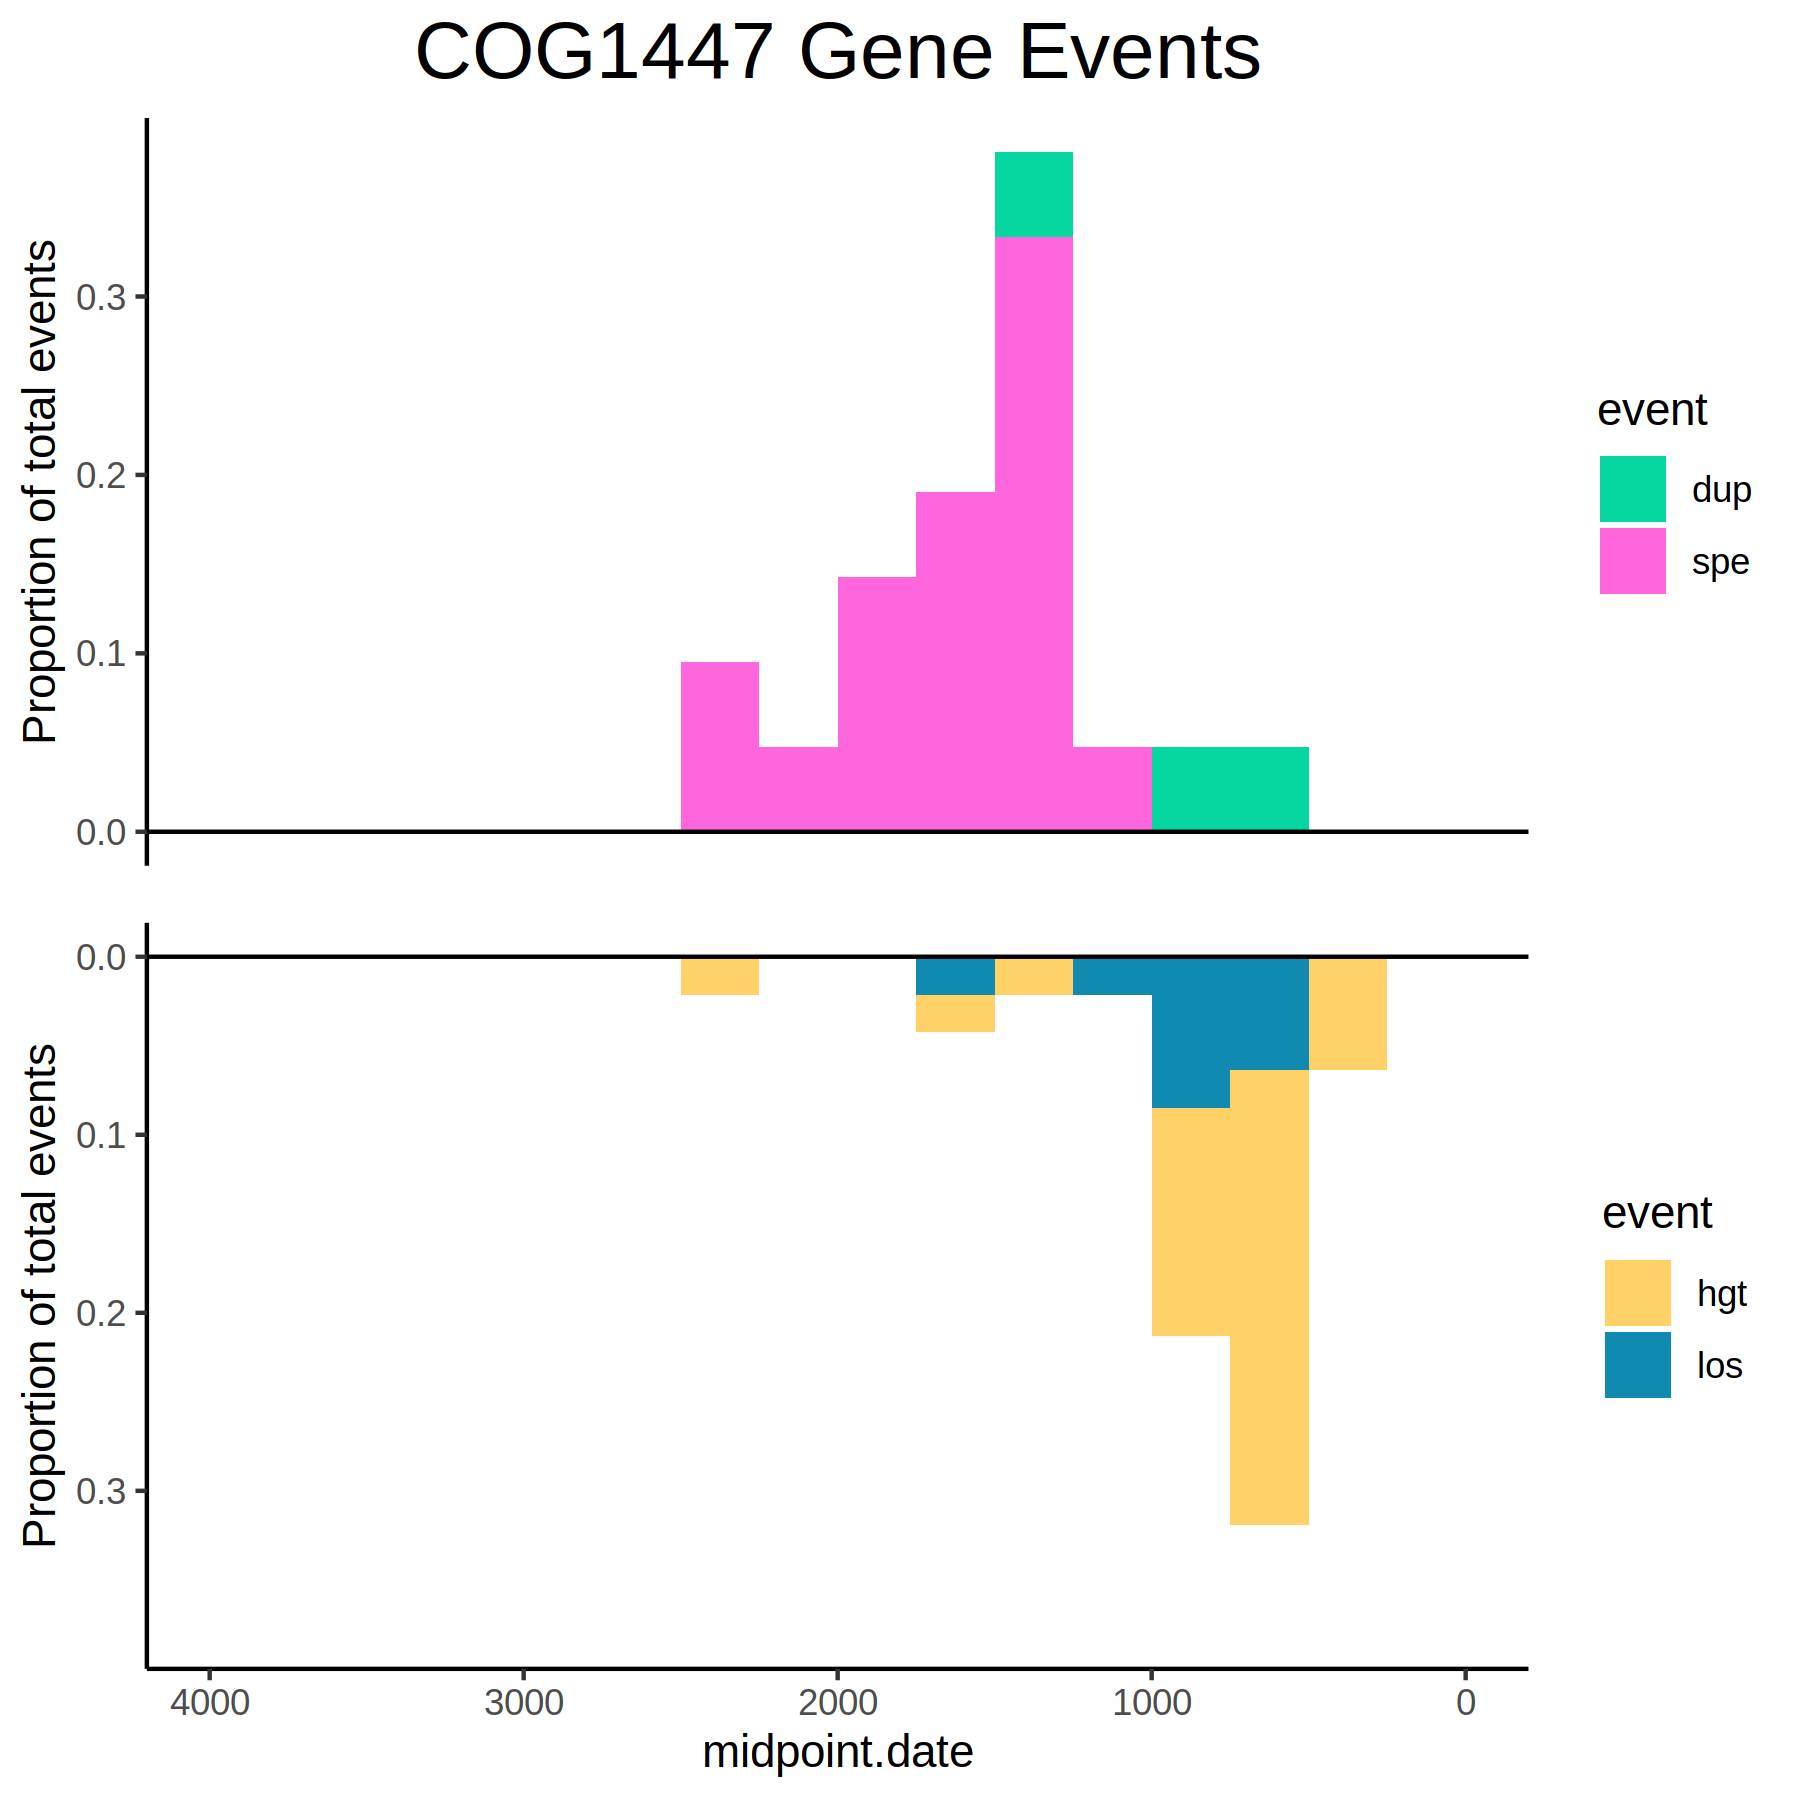 COG1447 Gene Events
Proportion of total events
0.3
0.2
0.1
0.0
event
dup
spe
Proportion of total events
0.0
0.1
0.2
0.3
event
hgt
los
4000 3000 2000 1000 0
midpoint.date